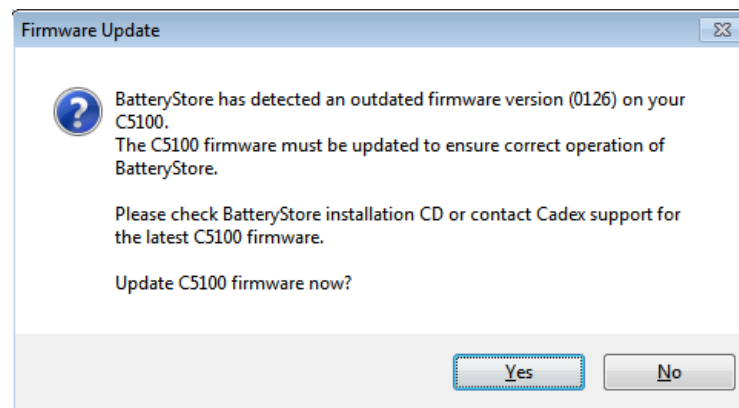 Firmware Update
BatteryStore has detected an outdated firmware version (0126) on your
C5100.
The C5100 firmware must be updated to ensure correct operation of
BatteryStore.
Please check BatteryStore installation CD or contact Cadex support for
the latest C5100 firmware.
Update C5100 firmware now?
Yes No